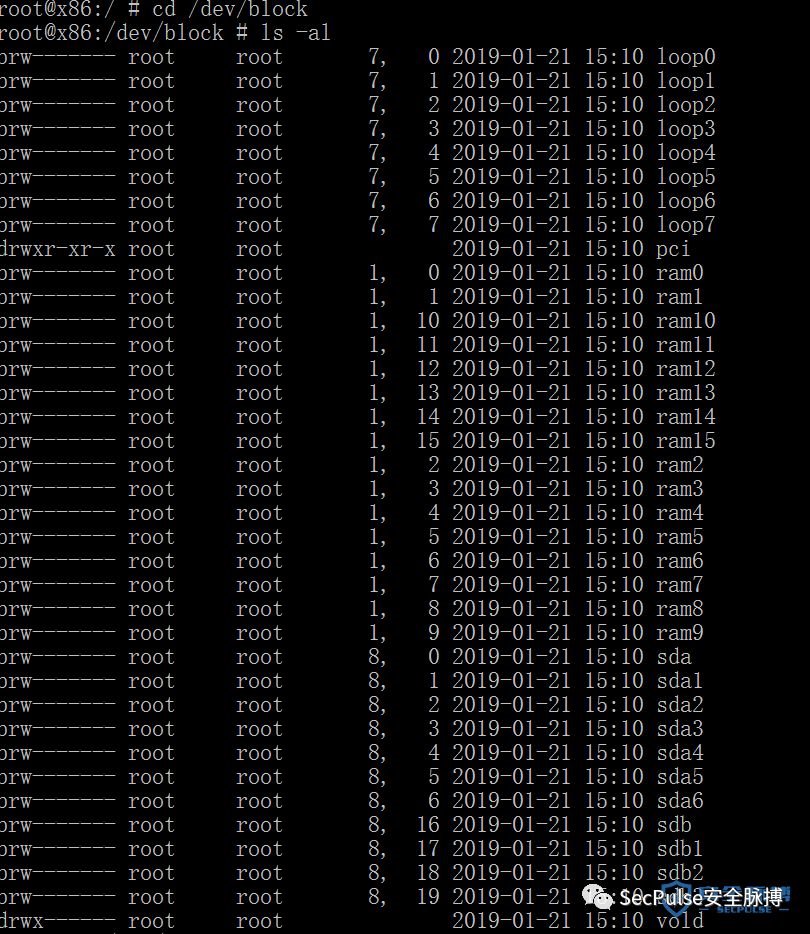 root@x86:/ # cd /dev/block
root@x86:/dev/block # ls -al
brw------- root     root       7,   0 2019-01-21 15:10 loop0
brw------- root     root       7,   1 2019-01-21 15:10 loop1
brw------- root     root       7,   2 2019-01-21 15:10 loop2
brw------- root     root       7,   3 2019-01-21 15:10 loop3
brw------- root     root       7,   4 2019-01-21 15:10 loop4
brw------- root     root       7,   5 2019-01-21 15:10 loop5
brw------- root     root       7,   6 2019-01-21 15:10 loop6
brw------- root     root       7,   7 2019-01-21 15:10 loop7
drwxr-xr-x root     root              2019-01-21 15:10 pci
brw------- root     root       1,   0 2019-01-21 15:10 ram0
brw------- root     root       1,   1 2019-01-21 15:10 ram1
brw------- root     root       1,  10 2019-01-21 15:10 ram10
brw------- root     root       1,  11 2019-01-21 15:10 ram11
brw------- root     root       1,  12 2019-01-21 15:10 ram12
brw------- root     root       1,  13 2019-01-21 15:10 ram13
brw------- root     root       1,  14 2019-01-21 15:10 ram14
brw------- root     root       1,  15 2019-01-21 15:10 ram15
brw------- root     root       1,   2 2019-01-21 15:10 ram2
brw------- root     root       1,   3 2019-01-21 15:10 ram3
brw------- root     root       1,   4 2019-01-21 15:10 ram4
brw------- root     root       1,   5 2019-01-21 15:10 ram5
brw------- root     root       1,   6 2019-01-21 15:10 ram6
brw------- root     root       1,   7 2019-01-21 15:10 ram7
brw------- root     root       1,   8 2019-01-21 15:10 ram8
brw------- root     root       1,   9 2019-01-21 15:10 ram9
brw------- root     root       8,   0 2019-01-21 15:10 sda
brw------- root     root       8,   1 2019-01-21 15:10 sda1
brw------- root     root       8,   2 2019-01-21 15:10 sda2
brw------- root     root       8,   3 2019-01-21 15:10 sda3
brw------- root     root       8,   4 2019-01-21 15:10 sda4
brw------- root     root       8,   5 2019-01-21 15:10 sda5
brw------- root     root       8,   6 2019-01-21 15:10 sda6
brw------- root     root       8,  16 2019-01-21 15:10 sdb
brw------- root     root       8,  17 2019-01-21 15:10 sdb1
brw------- root     root       8,  18 2019-01-21 15:10 sdb2
brw------- root     root       8,  19 2019-01-21 15:10
SecPulse安全脉搏
SECPULSE
drwx------ root     root              2019-01-21 15:10 vold